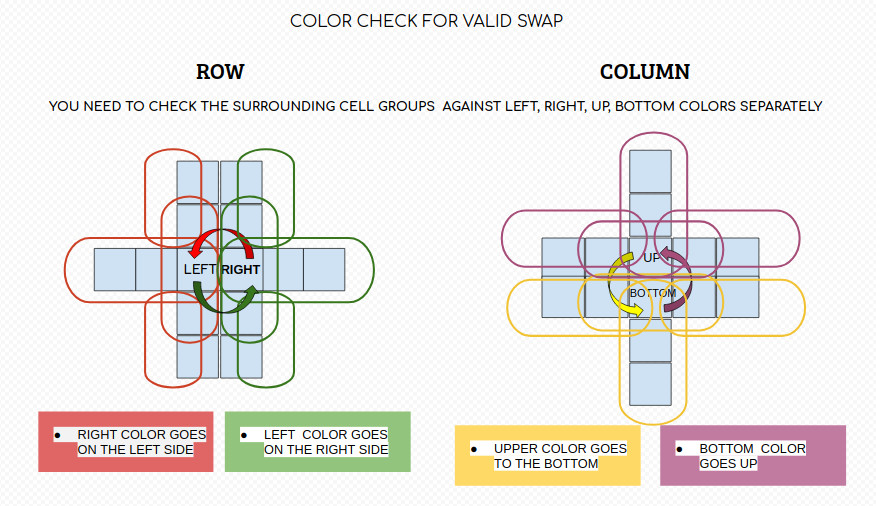 COLOR CHECK FOR VALID SWAP
ROW
COLUMN
YOU NEED TO CHECK THE SURROUNDING CELL GROUPS AGAINST LEFT, RIGHT, UP, BOTTOM COLORS SEPARATELY
LEFT
RIGHT
UP
BOTTOM
● RIGHT COLOR GOES
ON THE LEFT SIDE
● LEFT COLOR GOES
ON THE RIGHT SIDE
● UPPER COLOR GOES
TO THE BOTTOM
● BOTTOM COLOR
GOES UP